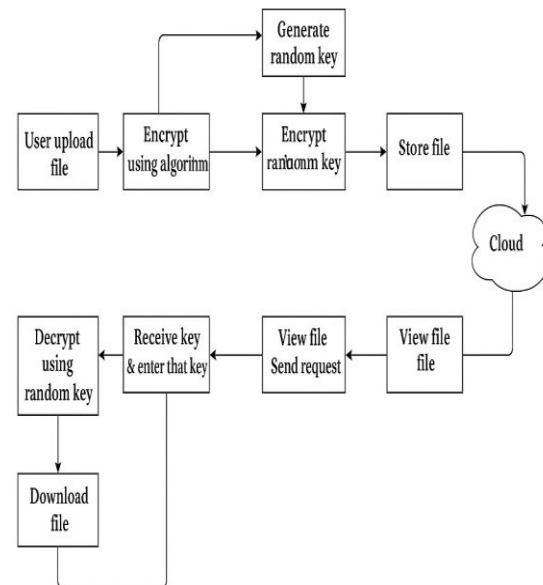 Generate
random key
User upload
file
Encrypt
using algorithm
Encrypt
key
Store file
Cloud
Decrypt
using
random key
Receive key
& enter that key
View file
Send request
View file
file
Download
file